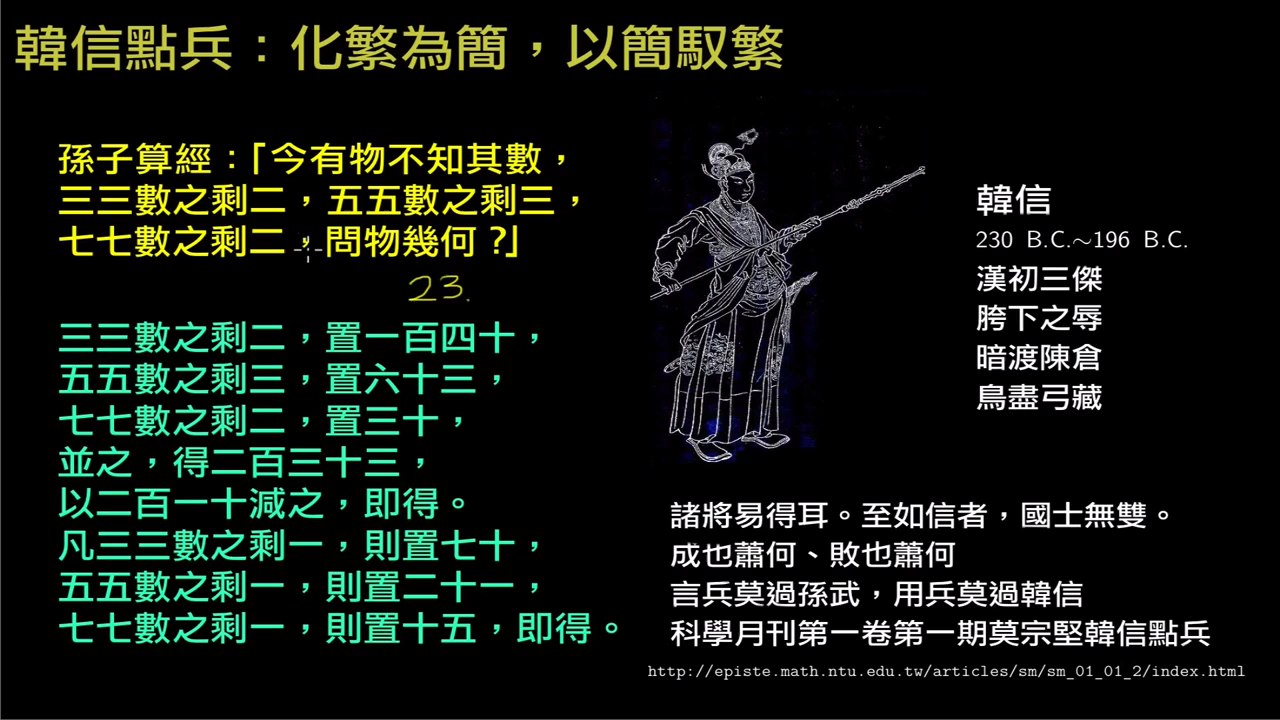 韓信點兵：化繁為簡，以簡馭繁
孫子算經：「今有物不知其數，
三三數之剩二，五五數之剩三，
七七數之剩二，問物幾何？」
23.
三三數之剩二，置一百四十，
五五數之剩三，置六十三，
七七數之剩二，置三十，
並之，得二百三十三，
以二百一十減之，即得。
凡三三數之剩一，則置七十，
五五數之剩一，則置二十一，
七七數之剩一，則置十五，即得。
韓信
230 B.C.~196 B.C.
漢初三傑
胯下之辱
暗渡陳倉
鳥盡弓藏
諸將易得耳。至如信者，國士無雙。
成也蕭何、敗也蕭何
言兵莫過孫武，用兵莫過韓信
科學月刊第一卷第一期莫宗堅韓信點兵
http://episte.math.ntu.edu.tw/articles/sm/sm_01_01_2/index.html